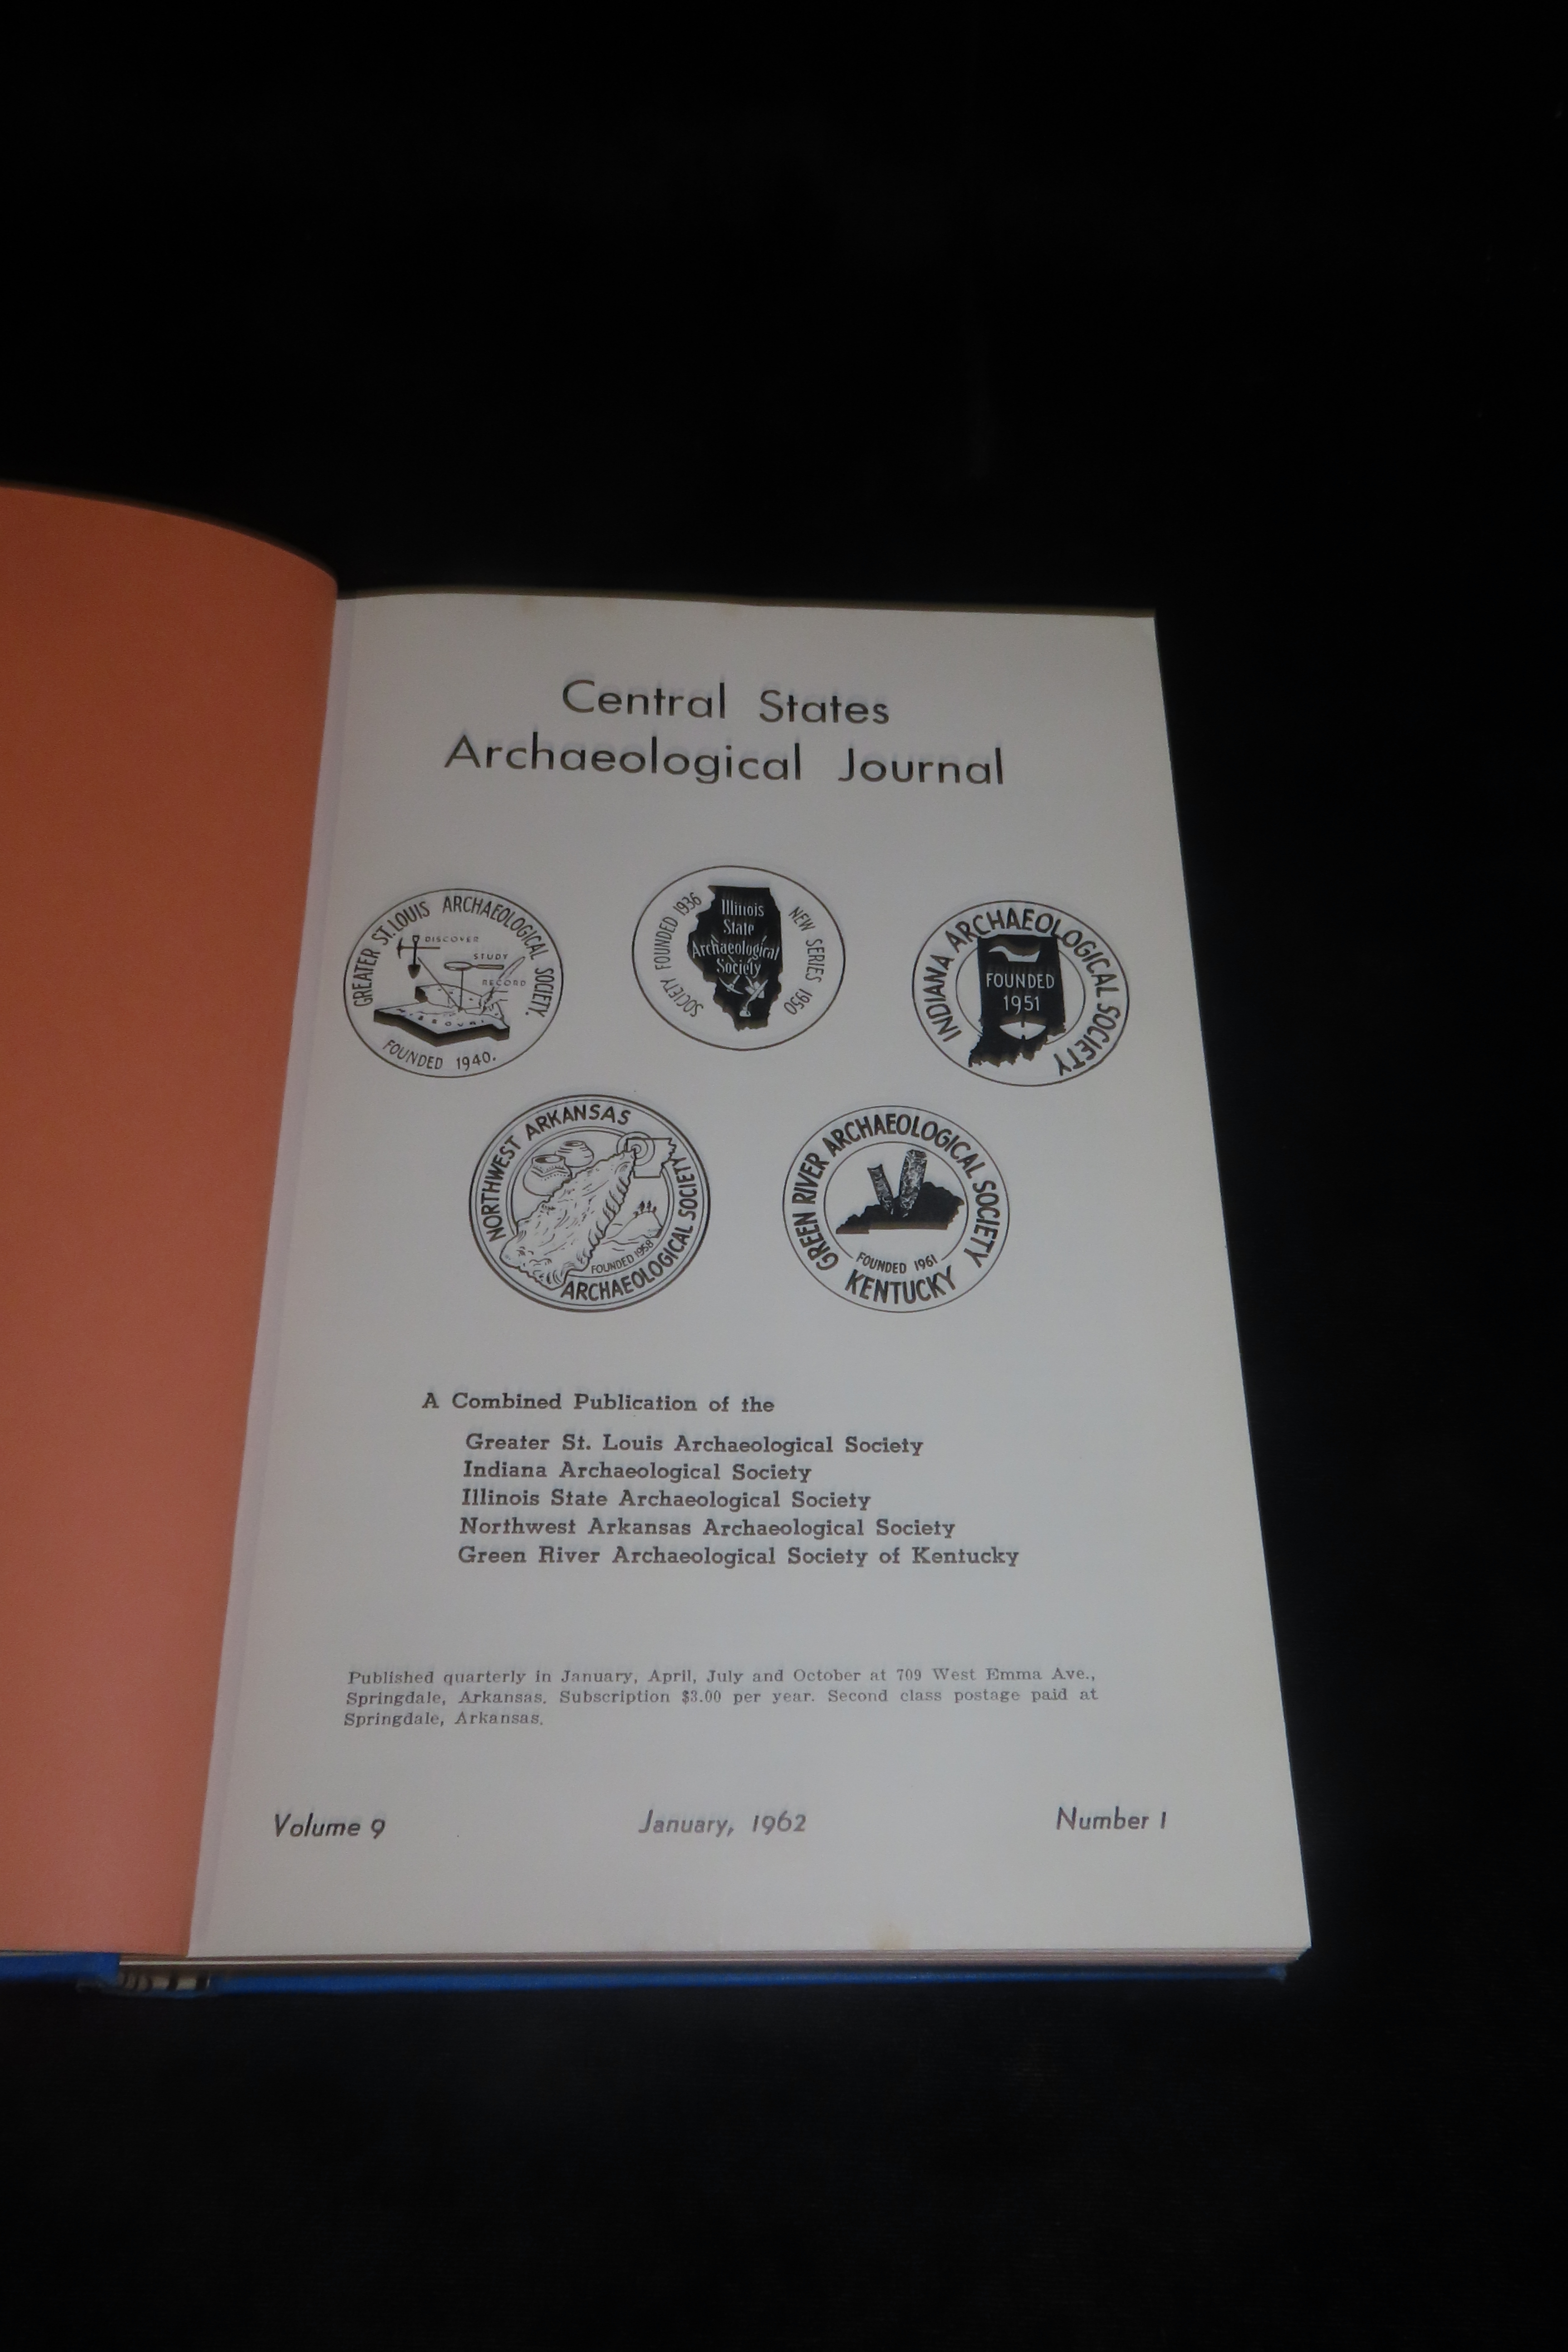 Central States
Archaeological Journal
GREATER ST. LOUIS ARCHAEOLOGICAL SOCIETY.
DISCOVER
STUDY
RECORD
MISSOURI
FOUNDED 1940.
SOCIETY FOUNDED 1936
NEW SERIES 1950
Illinois
State
Archaeological
Society
INDIANA ARCHAEOLOGICAL SOCIETY
FOUNDED
1951
NORTHWEST ARKANSAS
ARCHAEOLOGICAL SOCIETY
FOUNDED 1958
GREEN RIVER ARCHAEOLOGICAL SOCIETY
FOUNDED 1961
KENTUCKY
A Combined Publication of the
Greater St. Louis Archaeological Society
Indiana Archaeological Society
Illinois State Archaeological Society
Northwest Arkansas Archaeological Society
Green River Archaeological Society of Kentucky
Published quarterly in January, April, July and October at 709 West Emma Ave.,
Springdale, Arkansas. Subscription $3.00 per year. Second class postage paid at
Springdale, Arkansas.
Volume 9 January, 1962 Number 1